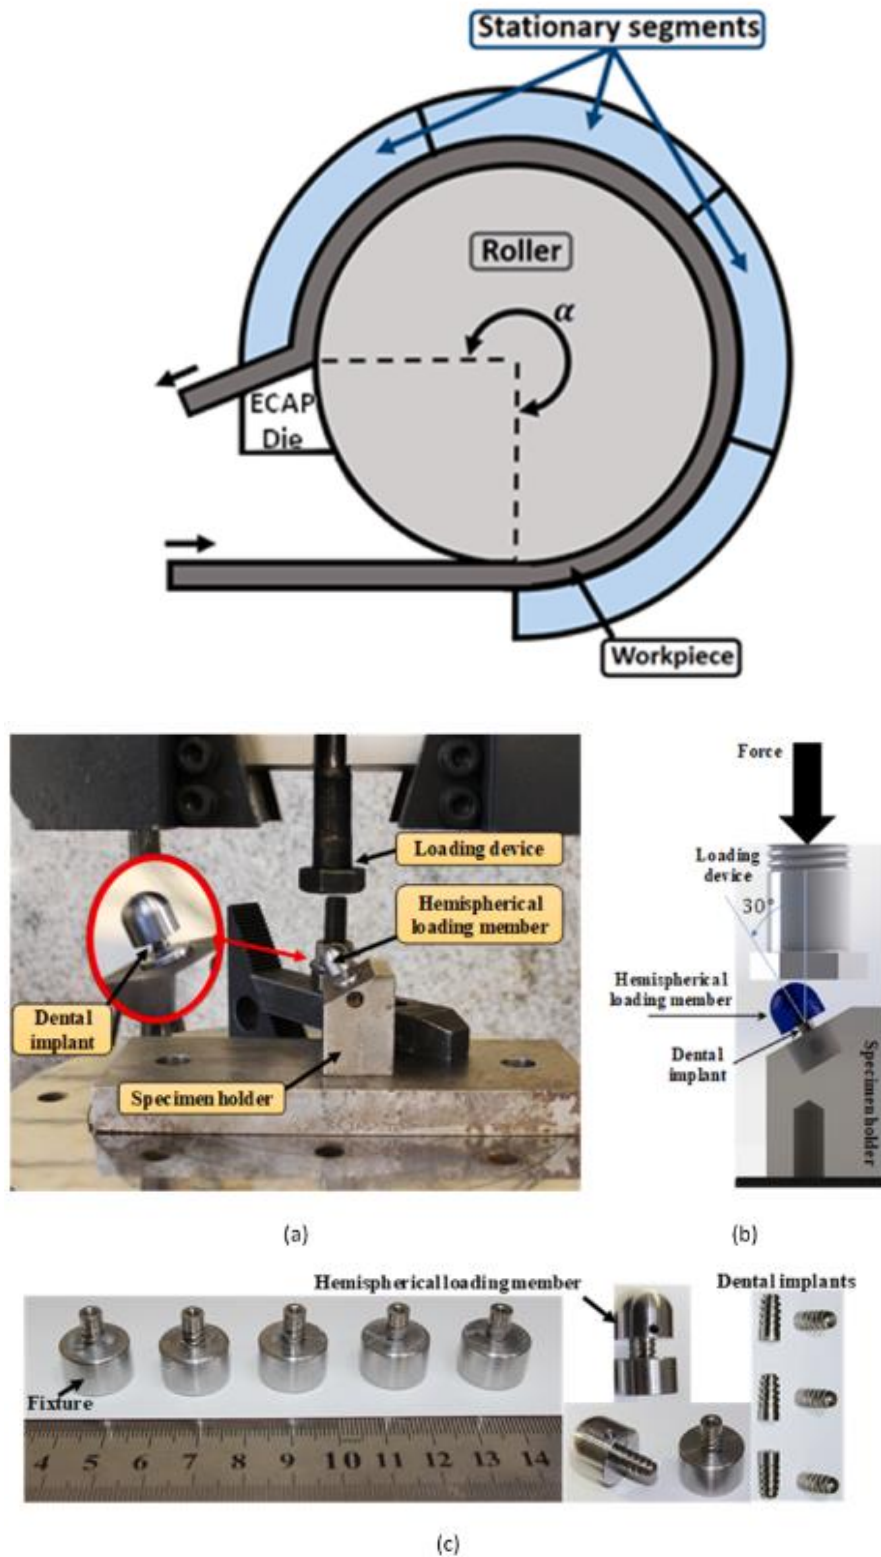 Stationary segments
Roller
α
ECAP
Die
Workpiece
Loading device
Hemispherical
loading member
Dental
implant
Specimen holder
(a)
Force
Loading
device
30°
Hemispherical
loading member
Dental
implant
Specimen holder
(b)
Hemispherical loading member
Dental implants
Fixture
4 5 6 7 8 9 10 11 12 13 14
(c)